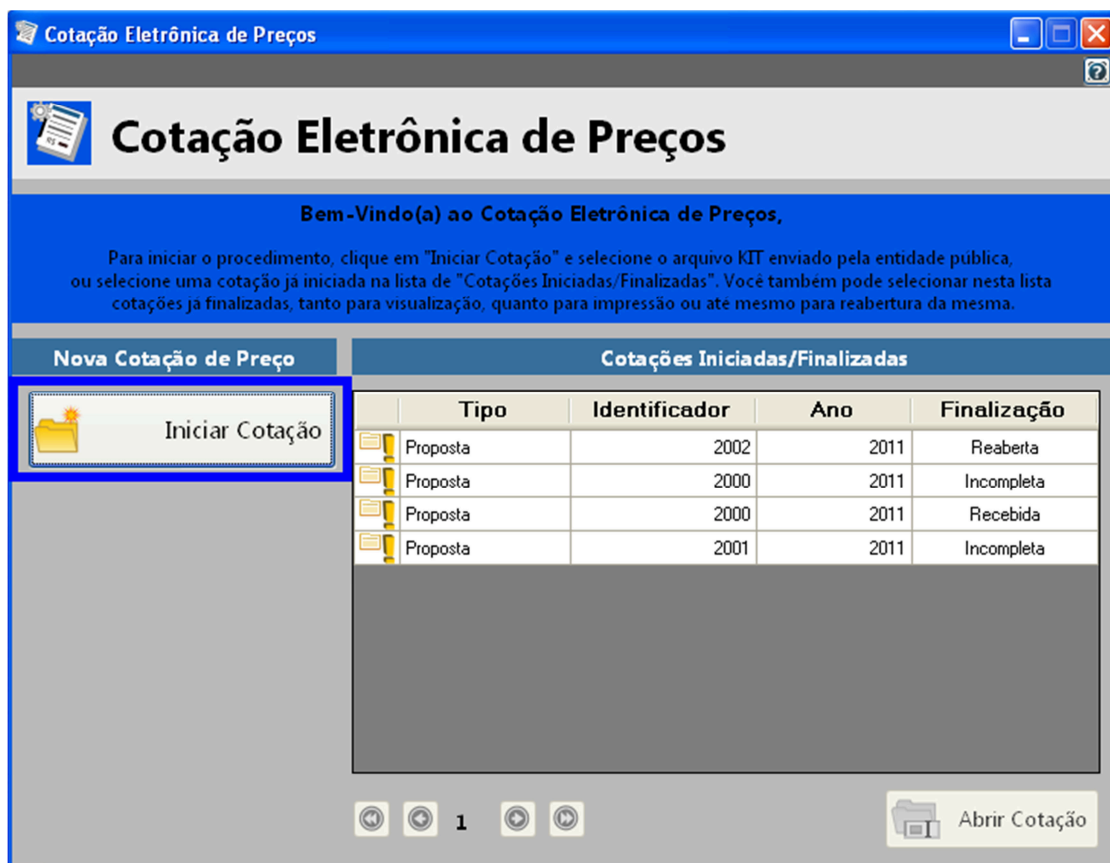 Cotação Eletrônica de Preços
Cotação Eletrônica de Preços
Bem-Vindo(a) ao Cotação Eletrônica de Preços,
Para iniciar o procedimento, clique em "Iniciar Cotação" e selecione o arquivo KIT enviado pela entidade pública,
ou selecione uma cotação já iniciada na lista de "Cotações Iniciadas/Finalizadas". Você também pode selecionar nesta lista
cotações já finalizadas, tanto para visualização, quanto para impressão ou até mesmo para reabertura da mesma.
Nova Cotação de Preço
Cotações Iniciadas/Finalizadas
Iniciar Cotação
Tipo Identificador Ano Finalização
Proposta 2002 2011 Reaberta
Proposta 2000 2011 Incompleta
Proposta 2000 2011 Recebida
Proposta 2001 2011 Incompleta
1
Abrir Cotação